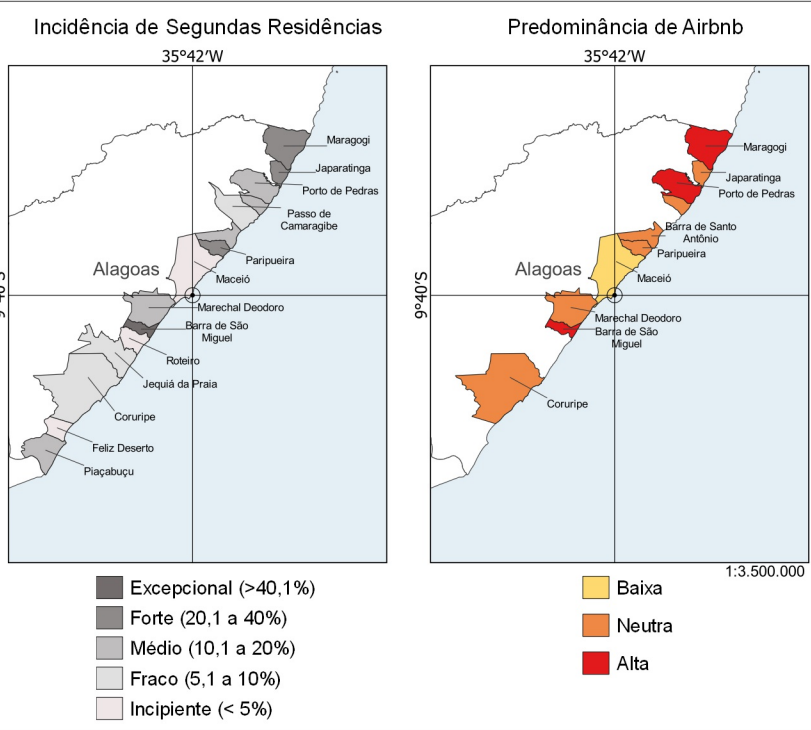 Incidência de Segundas Residências
35°42'W
Maragogi
Japaratinga
Porto de Pedras
Passo de
Camaragibe
Paripueira
Alagoas
Maceió
Marechal Deodoro
Barra de São
Miguel
Roteiro
Jequiá da Praia
Coruripe
Feliz Deserto
Piaçabuçu
Excepcional (>40,1%)
Forte (20,1 a 40%)
Médio (10,1 a 20%)
Fraco (5,1 a 10%)
Incipiente (< 5%)
Predominância de Airbnb
35°42'W
Maragogi
Japaratinga
Porto de Pedras
Barra de Santo
Antônio
Paripueira
Alagoas
Maceió
9°40'S
Marechal Deodoro
Barra de São
Miguel
Coruripe
1:3.500.000
Baixa
Neutra
Alta